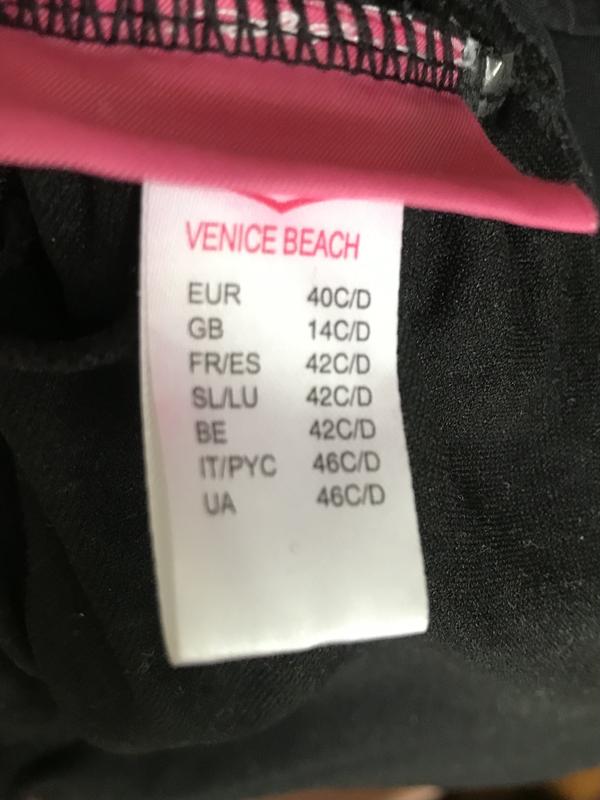 VENICE BEACH
EUR 40C/D
GB 14C/D
FR/ES 42C/D
SL/LU 42C/D
BE 42C/D
IT/PYC 46C/D
UA 46C/D